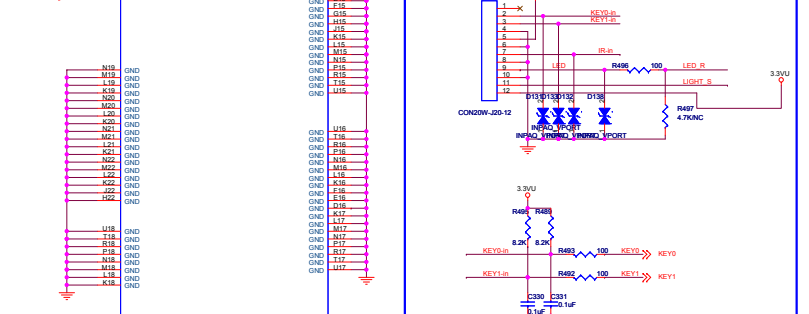 GND
F15
GND
G15
GND
H15
GND
J15
GND
K15
GND
L15
GND
M15
GND
N15
GND
P15
GND
R15
GND
T15
GND
U15
GND
N19 GND
M19 GND
L19 GND
K19 GND
N20 GND
M20 GND
L20 GND
K20 GND
N21 GND
M21 GND
L21 GND
K21 GND
N22 GND
M22 GND
L22 GND
K22 GND
J22 GND
H22 GND
U18 GND
T18 GND
R18 GND
P18 GND
N18 GND
M18 GND
L18 GND
K18 GND
GND U16
GND T16
GND R16
GND P16
GND N16
GND M16
GND L16
GND K16
GND F16
GND E16
GND D16
GND K17
GND L17
GND M17
GND N17
GND P17
GND R17
GND T17
GND U17
1
2 KEY0-in
3 KEY1-in
4
5
6
7 IR-in
8
9 LED R496 100 LED_R
10
11 LIGHT_S
12
3.3VU
CON20W-J20-12
D131 D133 D132 D138
R497
4.7K/NC
INPAQ_VPORT
3.3VU
R495 R489
8.2K 8.2K
KEY0-in R493 100 KEY0 KEY0
KEY1-in R492 100 KEY1 KEY1
C330 C331
0.1uF 0.1uF